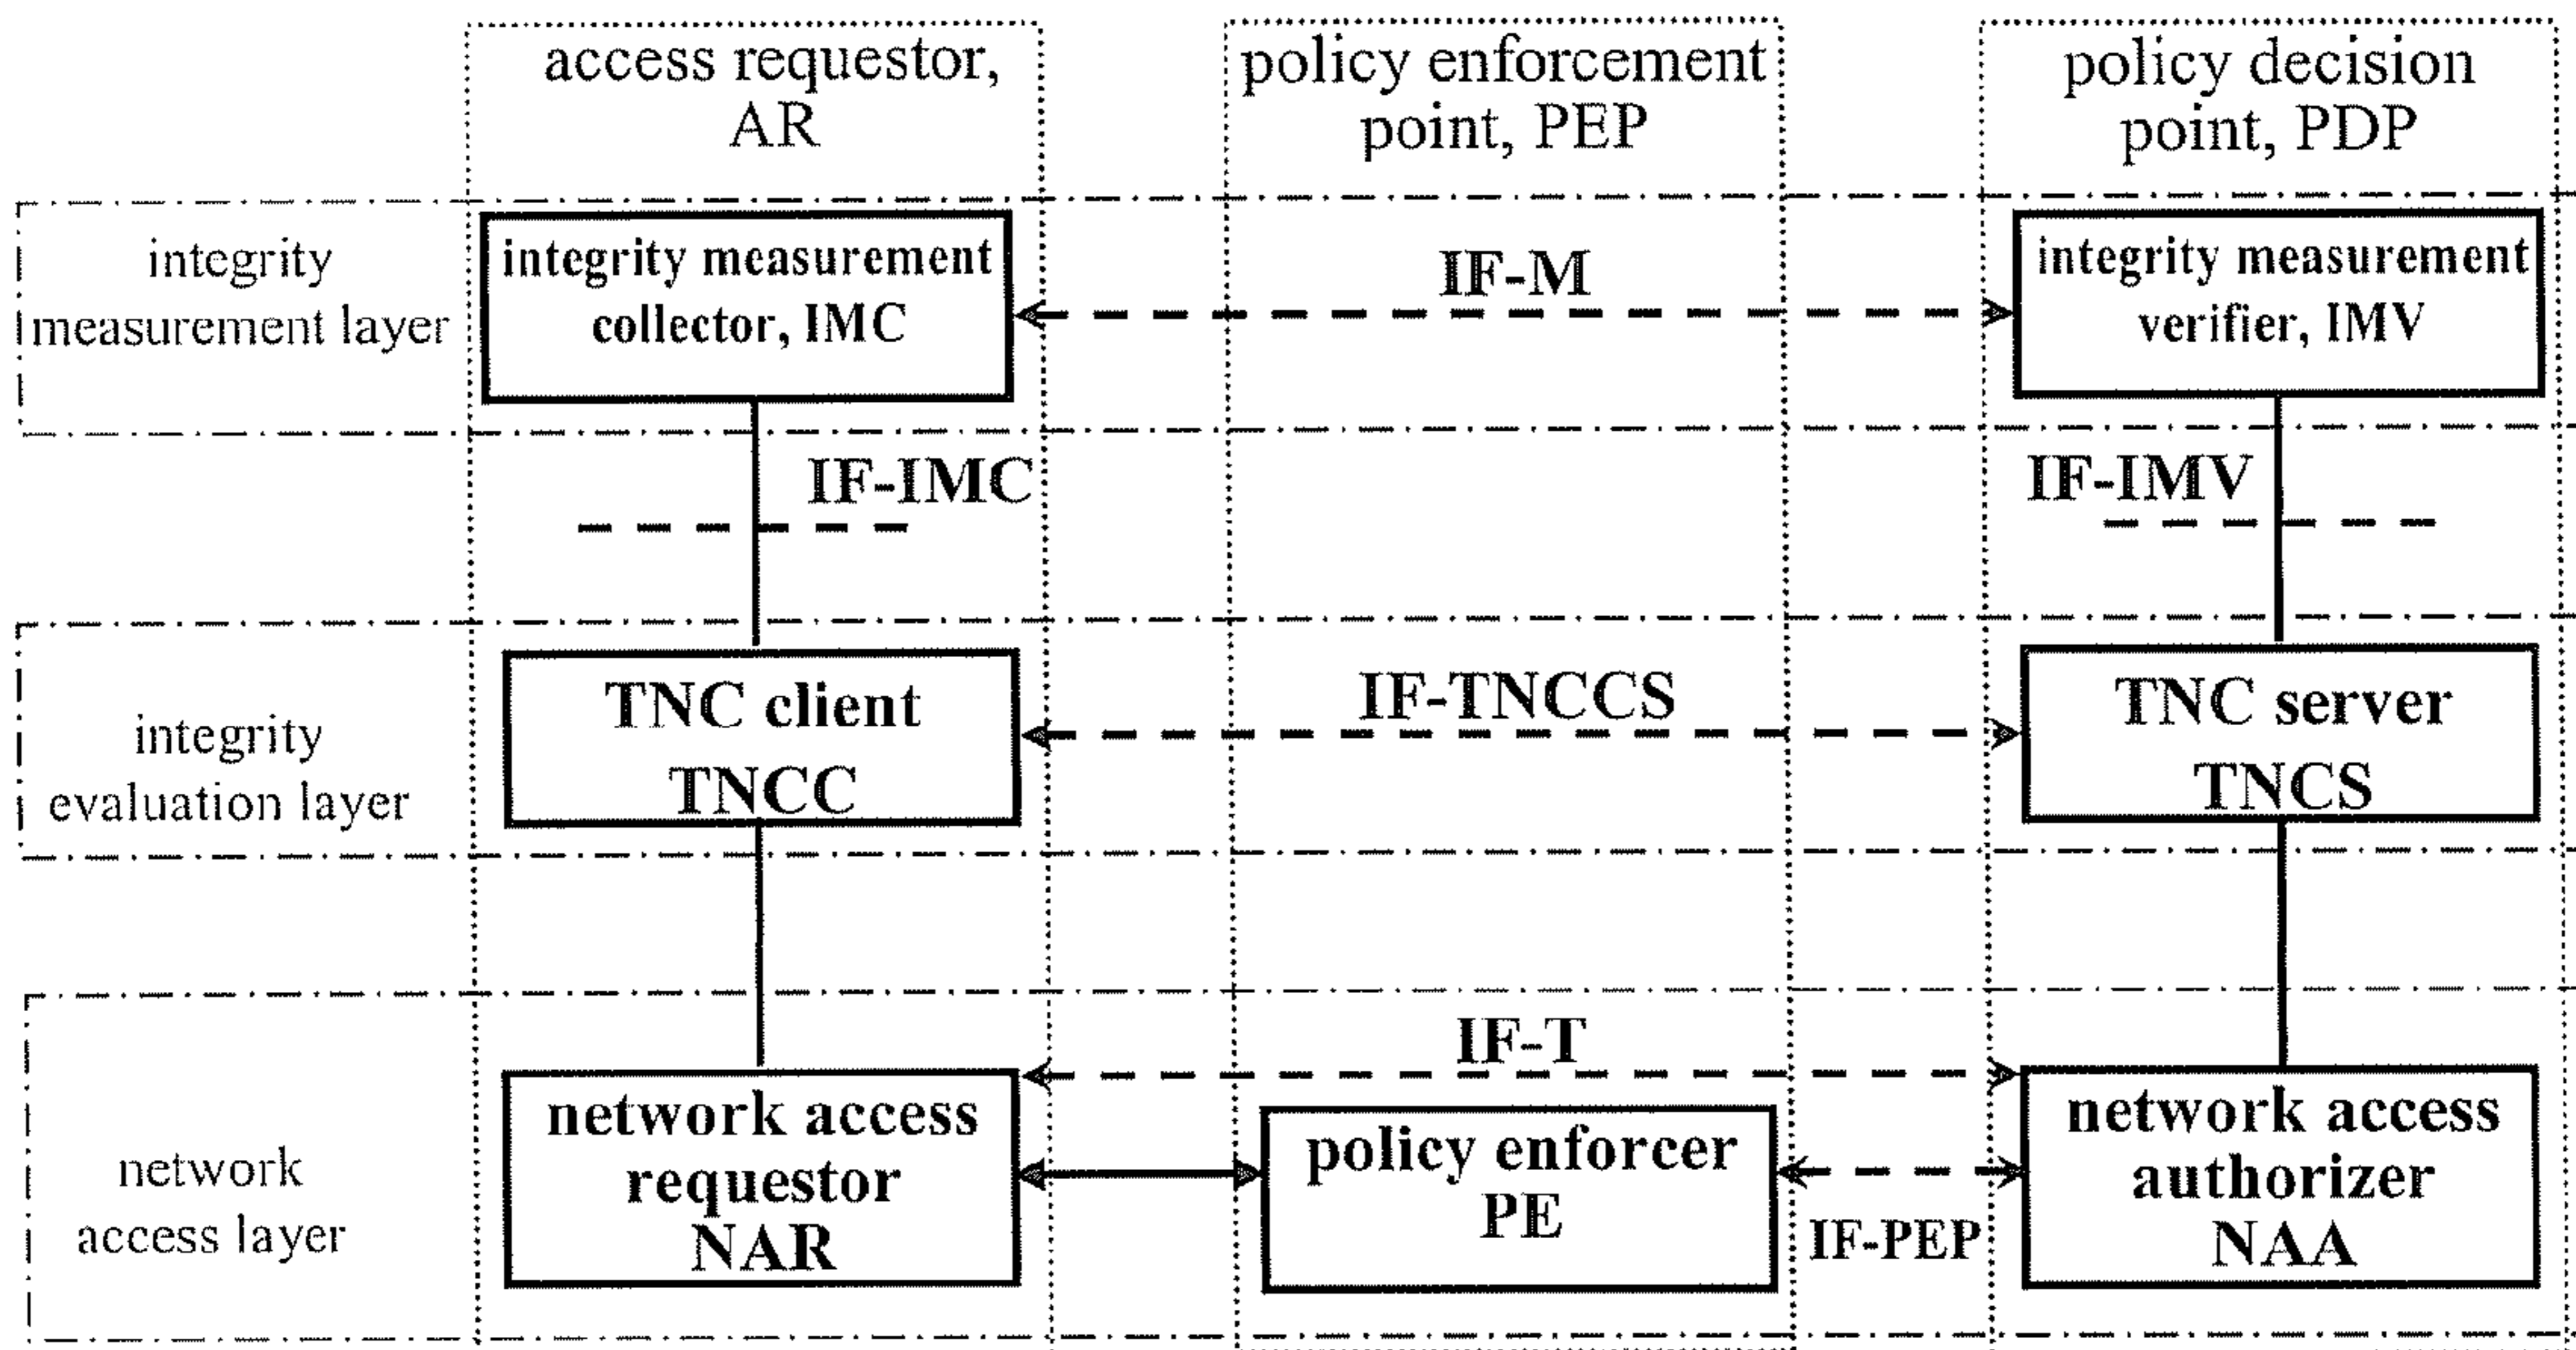 access requestor,
AR
policy enforcement
point, PEP
policy decision
point, PDP
integrity
measurement layer
integrity measurement
collector, IMC
IF-M
integrity measurement
verifier, IMV
IF-IMC
IF-IMV
integrity
evaluation layer
TNC client
TNCC
IF-TNCCS
TNC server
TNCS
network
access layer
network access
requestor
NAR
IF-T
policy enforcer
PE
IF-PEP
network access
authorizer
NAA